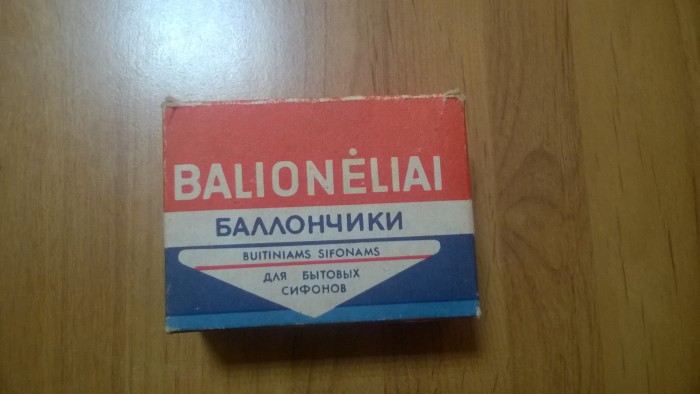 BALIONĖLIAI
БАЛЛОНЧИКИ
BUITINIAMS SIFONAMS
ДЛЯ БЫТОВЫХ
СИФОНОВ